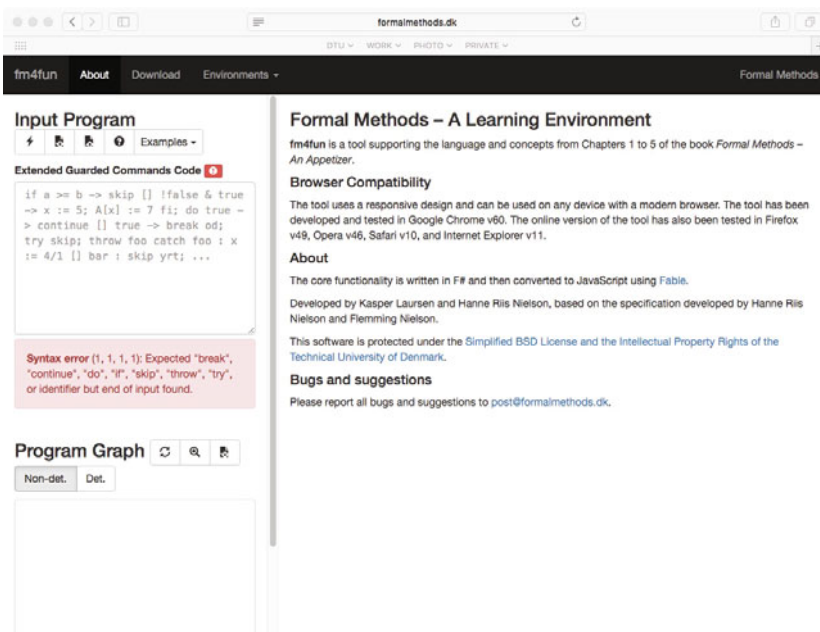 formalmethods.dk
DTU WORK PHOTO PRIVATE
fm4fun About Download Environments Formal Methods
Input Program
Examples
Extended Guarded Commands Code
if a >= b -> skip [] !false & true
-> x := 5; A[x] := 7 fi; do true -
> continue [] true -> break od;
try skip; throw foo catch foo : x
:= 4/1 [] bar : skip yrt; ...
Syntax error (1, 1, 1, 1): Expected "break",
"continue", "do", "if", "skip", "throw", "try",
or identifier but end of input found.
Program Graph
Non-det. Det.
Formal Methods – A Learning Environment
fm4fun is a tool supporting the language and concepts from Chapters 1 to 5 of the book Formal Methods –
An Appetizer.
Browser Compatibility
The tool uses a responsive design and can be used on any device with a modern browser. The tool has been
developed and tested in Google Chrome v60. The online version of the tool has also been tested in Firefox
v49, Opera v46, Safari v10, and Internet Explorer v11.
About
The core functionality is written in F# and then converted to JavaScript using Fable.
Developed by Kasper Laursen and Hanne Riis Nielson, based on the specification developed by Hanne Riis
Nielson and Flemming Nielson.
This software is protected under the Simplified BSD License and the Intellectual Property Rights of the
Technical University of Denmark.
Bugs and suggestions
Please report all bugs and suggestions to post@formalmethods.dk.